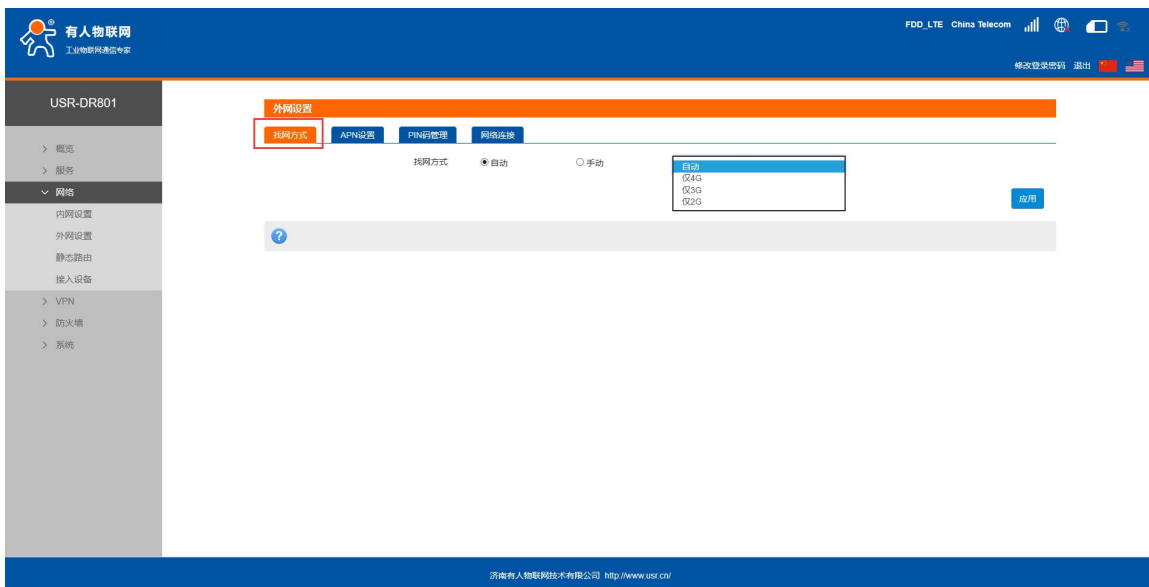 有人物联网
工业物联网通信专家
FDD_LTE China Telecom
修改登录密码 退出
USR-DR801
概览
服务
网络
内网设置
外网设置
静态路由
接入设备
VPN
防火墙
系统
外网设置
找网方式 APN设置 PIN码管理 网络连接
找网方式 自动 手动
自动
仅4G
仅3G
仅2G
应用
济南有人物联网技术有限公司 http://www.usr.cn/